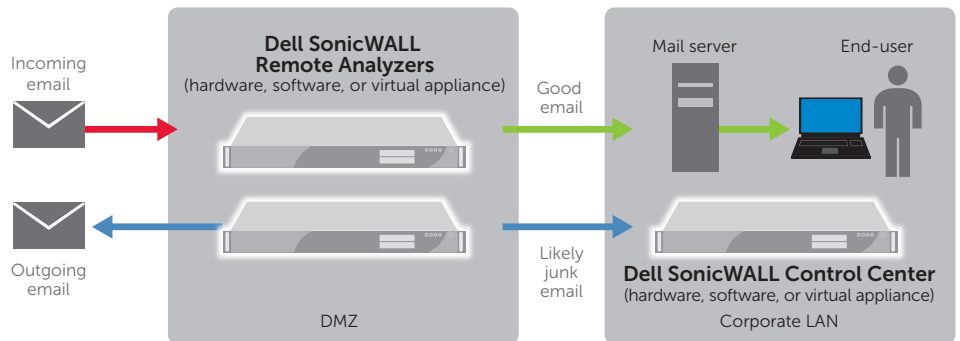 Incoming
email
Outgoing
email
Dell SonicWALL
Remote Analyzers
(hardware, software, or virtual appliance)
DMZ
Good
email
Likely
junk
email
Mail server
End-user
Dell SonicWALL Control Center
(hardware, software, or virtual appliance)
Corporate LAN